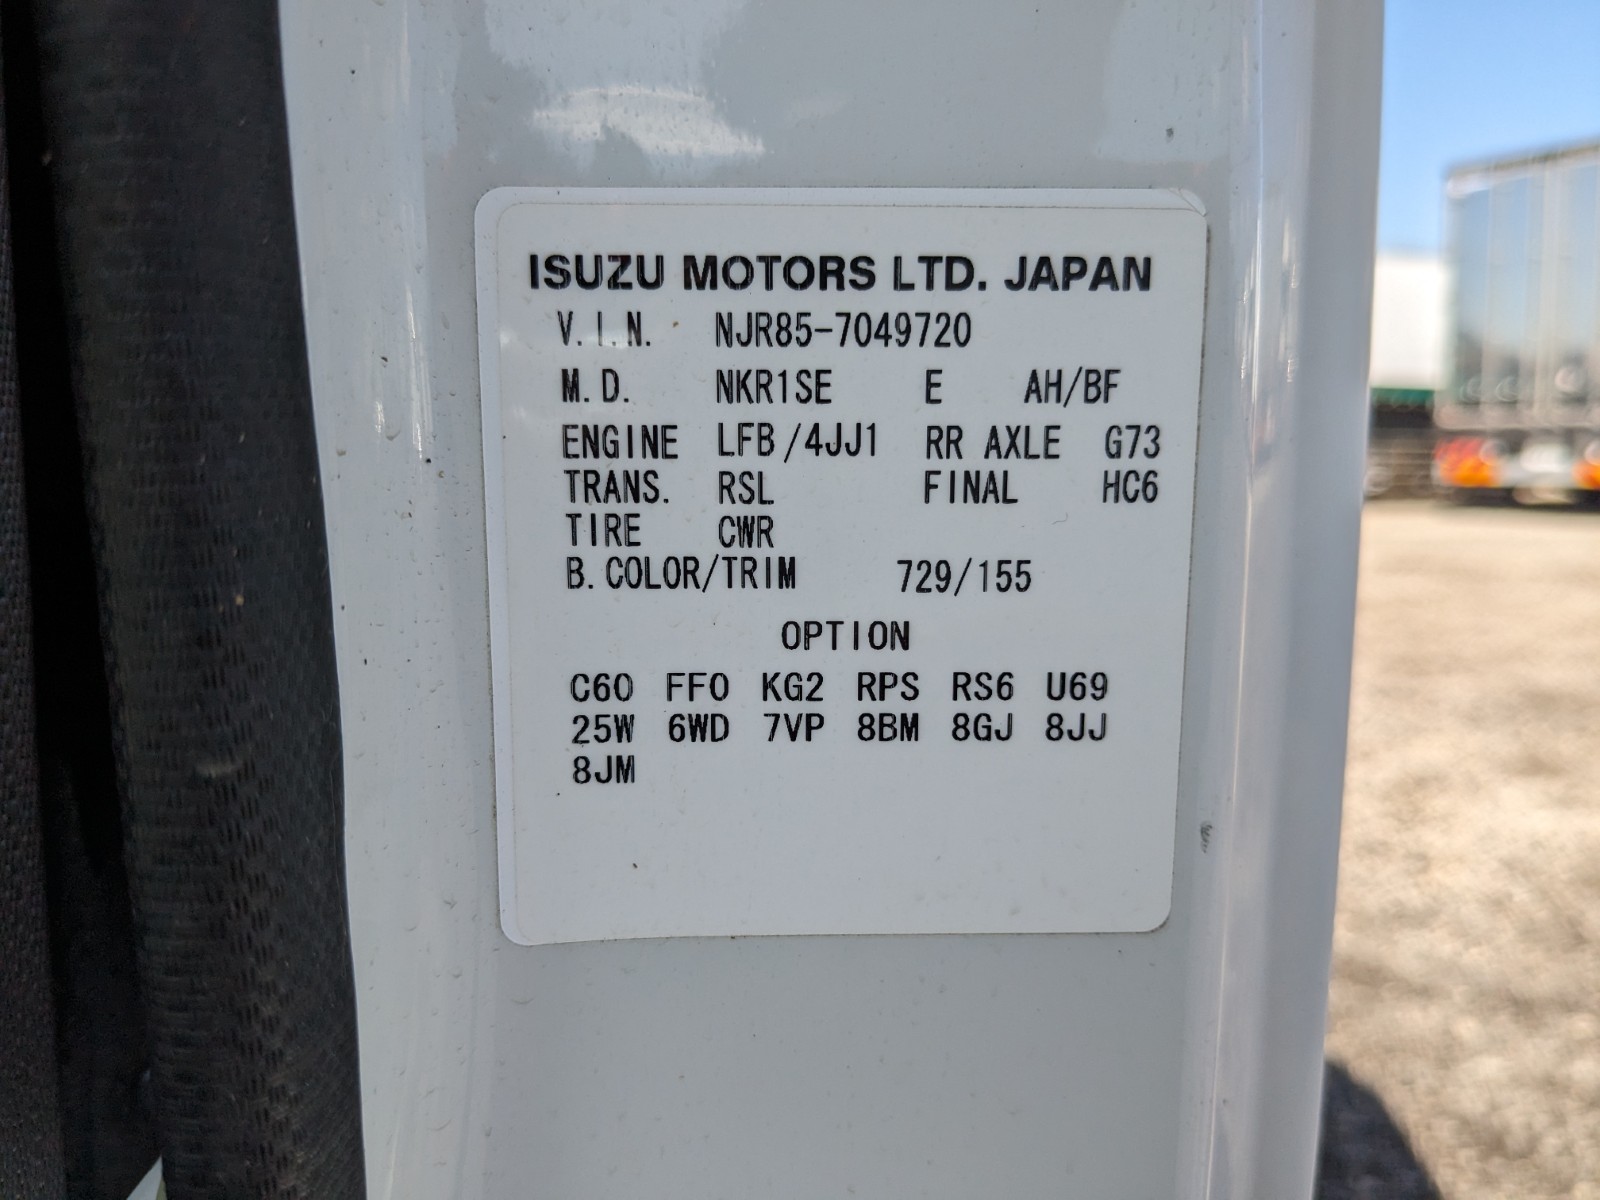 ISUZU MOTORS LTD. JAPAN
V.I.N. NJR85-7049720
M.D. NKR1SE E AH/BF
ENGINE LFB/4JJ1 RR AXLE G73
TRANS. RSL FINAL HC6
TIRE CWR
B.COLOR/TRIM 729/155
OPTION
C60 FF0 KG2 RPS RS6 U69
25W 6WD 7VP 8BM 8GJ 8JJ
8JM